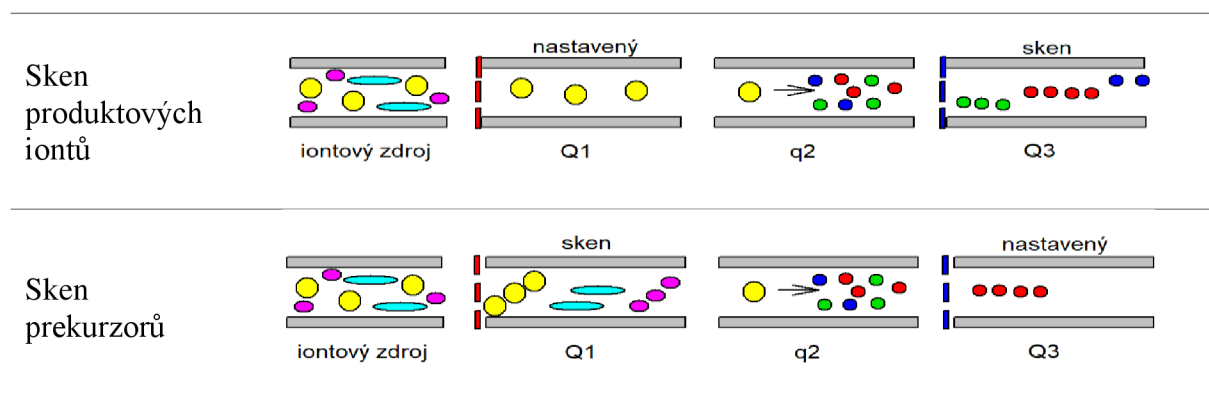 nastavený
sken
Sken
produktových
iontů
iontový zdroj
Q1
q2
Q3
sken
nastavený
Sken
prekurzorů
iontový zdroj
Q1
q2
Q3